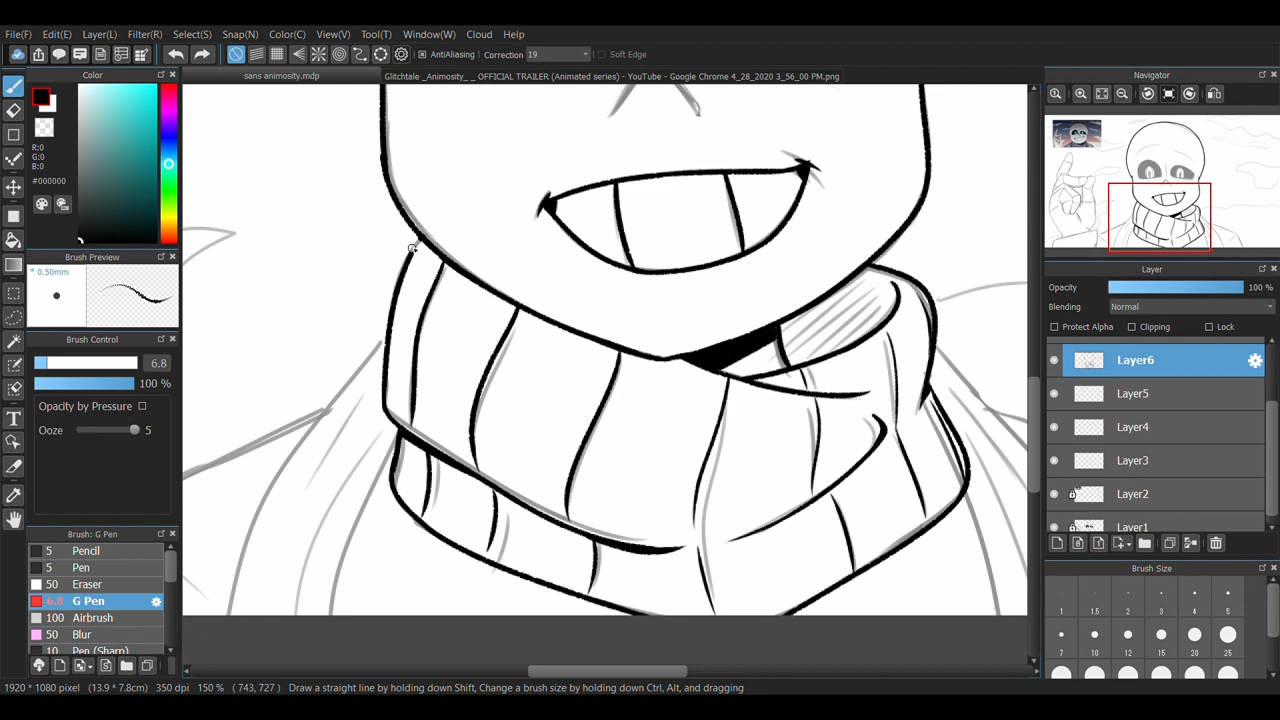 File(F) Edit(E) Layer(L) Filter(R) Select(S) Snap(N) Color(C) View(V) Tool(T) Window(W) Cloud Help
AntiAliasing Correction 19 Soft Edge
Color
sans animosity.mdp
Glitchtale _Animosity_ _ OFFICIAL TRAILER (Animated series) - YouTube - Google Chrome 4_28_2020 3_56_00 PM.png
Navigator
R:0
G:0
B:0
#000000
Brush Preview
* 0.50mm
Brush Control
6.8
100 %
Opacity by Pressure
Ooze 5
Brush: G Pen
5 Pencil
5 Pen
50 Eraser
6.8 G Pen
100 Airbrush
50 Blur
10 Pen (Sharp)
Layer
Opacity 100 %
Blending Normal
Protect Alpha Clipping Lock
Layer6
Layer5
Layer4
Layer3
Layer2
Layer1
Brush Size
1 1.5 2 3 4 5
7 10 12 15 20 25
1920 * 1080 pixel (13.9 * 7.8cm) 350 dpi 150 % ( 743, 727 ) Draw a straight line by holding down Shift, Change a brush size by holding down Ctrl, Alt, and dragging